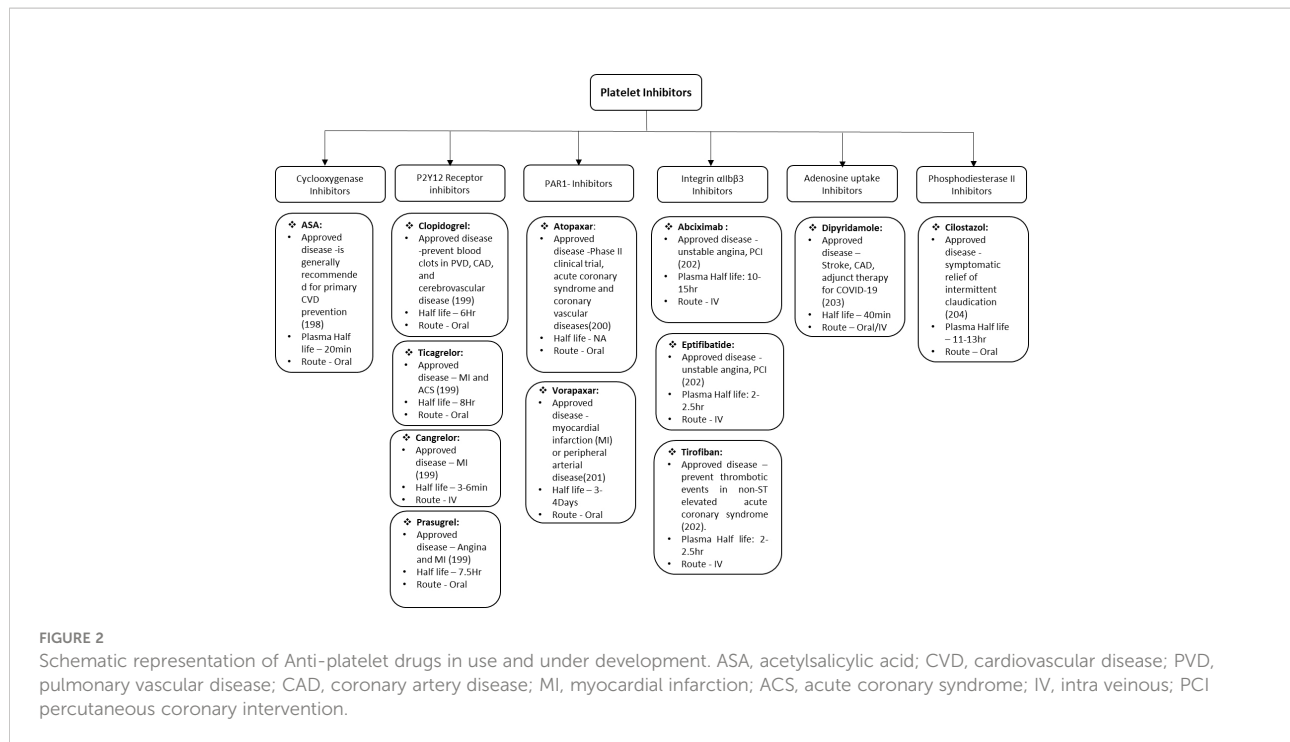 Platelet Inhibitors
Cyclooxygenase
Inhibitors
P2Y12 Receptor
inhibitors
PAR1- Inhibitors
Integrin αIIbβ3
Inhibitors
Adenosine uptake
Inhibitors
Phosphodiesterase II
Inhibitors
❖ ASA:
• Approved
disease -is
generally
recommende
d for primary
CVD
prevention
(198)
• Plasma Half
life – 20min
• Route - Oral
❖ Clopidogrel:
• Approved disease
-prevent blood
clots in PVD, CAD,
and
cerebrovascular
disease (199)
• Half life – 6Hr
• Route - Oral
❖ Ticagrelor:
• Approved
disease – MI and
ACS (199)
• Half life – 8Hr
• Route - Oral
❖ Cangrelor:
• Approved
disease – MI
(199)
• Half life – 3-6min
• Route - IV
❖ Prasugrel:
• Approved
disease – Angina
and MI (199)
• Half life – 7.5Hr
• Route - Oral
❖ Atopaxar:
• Approved
disease -Phase II
clinical trial,
acute coronary
syndrome and
coronary
vascular
diseases(200)
• Half life - NA
• Route - Oral
❖ Vorapaxar:
• Approved
disease -
myocardial
infarction (MI)
or peripheral
arterial
disease(201)
• Half life – 3-
4Days
• Route - Oral
❖ Abciximab :
• Approved disease -
unstable angina, PCI
(202)
• Plasma Half life: 10-
15hr
• Route - IV
❖ Eptifibatide:
• Approved disease -
unstable angina, PCI
(202)
• Plasma Half life: 2-
2.5hr
• Route - IV
❖ Tirofiban:
• Approved disease –
prevent thrombotic
events in non-ST
elevated acute
coronary syndrome
(202).
• Plasma Half life: 2-
2.5hr
• Route - IV
❖ Dipyridamole:
• Approved
disease –
Stroke, CAD,
adjunct therapy
for COVID-19
(203)
• Half life – 40min
• Route – Oral/IV
❖ Cilostazol:
• Approved
disease -
symptomatic
relief of
intermittent
claudication
(204)
• Plasma Half life
– 11-13hr
• Route – Oral
FIGURE 2
Schematic representation of Anti-platelet drugs in use and under development. ASA, acetylsalicylic acid; CVD, cardiovascular disease; PVD,
pulmonary vascular disease; CAD, coronary artery disease; MI, myocardial infarction; ACS, acute coronary syndrome; IV, intra veinous; PCI
percutaneous coronary intervention.